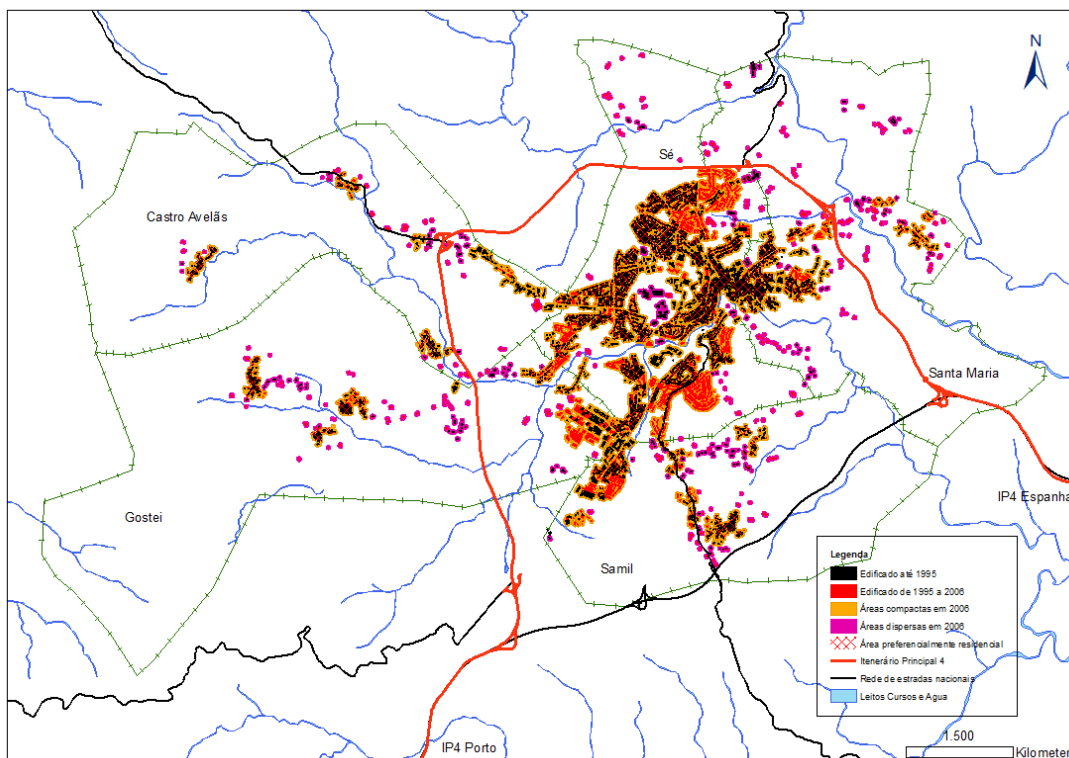 N
Sé
Castro Avelãs
Santa Maria
IP4 Espanha
Gostei
Samil
Legenda
Edificado até 1995
Edificado de 1995 a 2006
Áreas compactas em 2006
Áreas dispersas em 2006
Área preferencialmente residencial
Itenerário Principal 4
Rede de estradas nacionais
Leitos Cursos e Agua
IP4 Porto
1.500
Kilometer